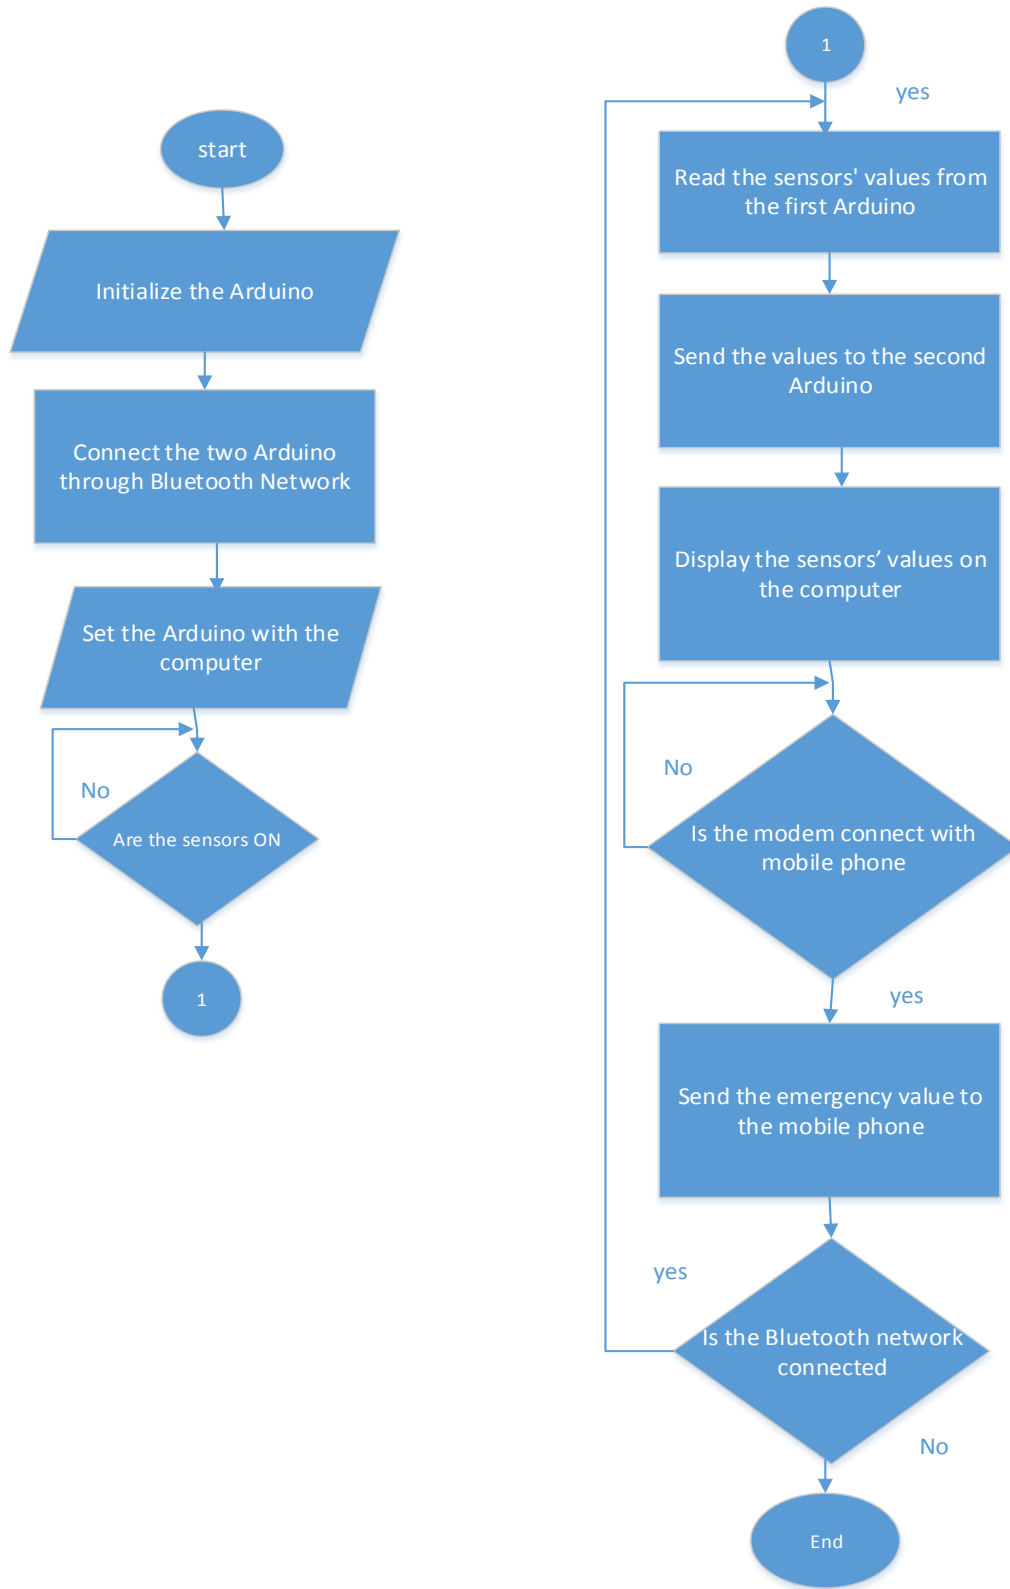 start
Initialize the Arduino
Connect the two Arduino
through Bluetooth Network
Set the Arduino with the
computer
No
Are the sensors ON
1
1
yes
Read the sensors' values from
the first Arduino
Send the values to the second
Arduino
Display the sensors’ values on
the computer
No
Is the modem connect with
mobile phone
yes
Send the emergency value to
the mobile phone
yes
Is the Bluetooth network
connected
No
End